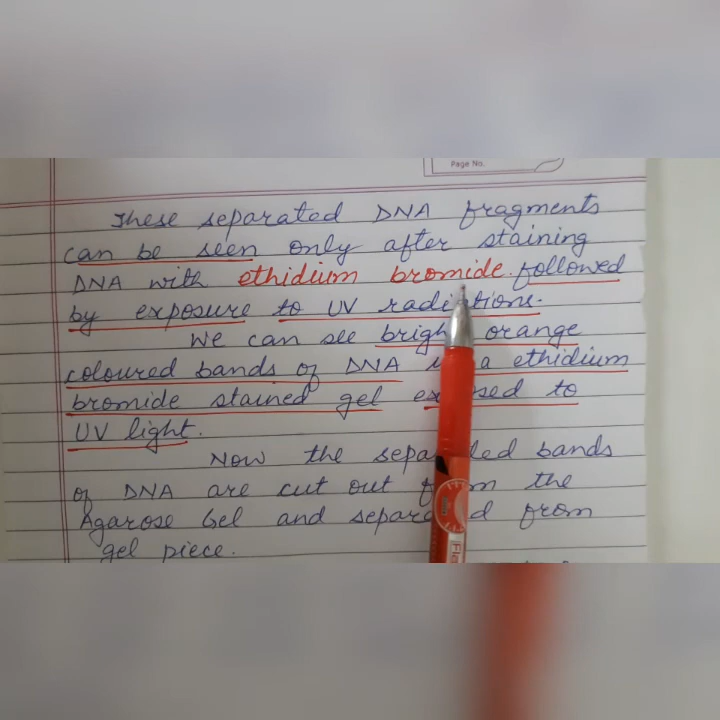 Page No.
These separated DNA fragments
can be seen only after staining
DNA with ethidium bromide followed
by exposure to UV radiations.
We can see bright orange
coloured bands of DNA in a ethidium
bromide stained gel exposed to
UV light.
Now the separated bands
of DNA are cut out from the
Agarose Gel and separated from
gel piece.